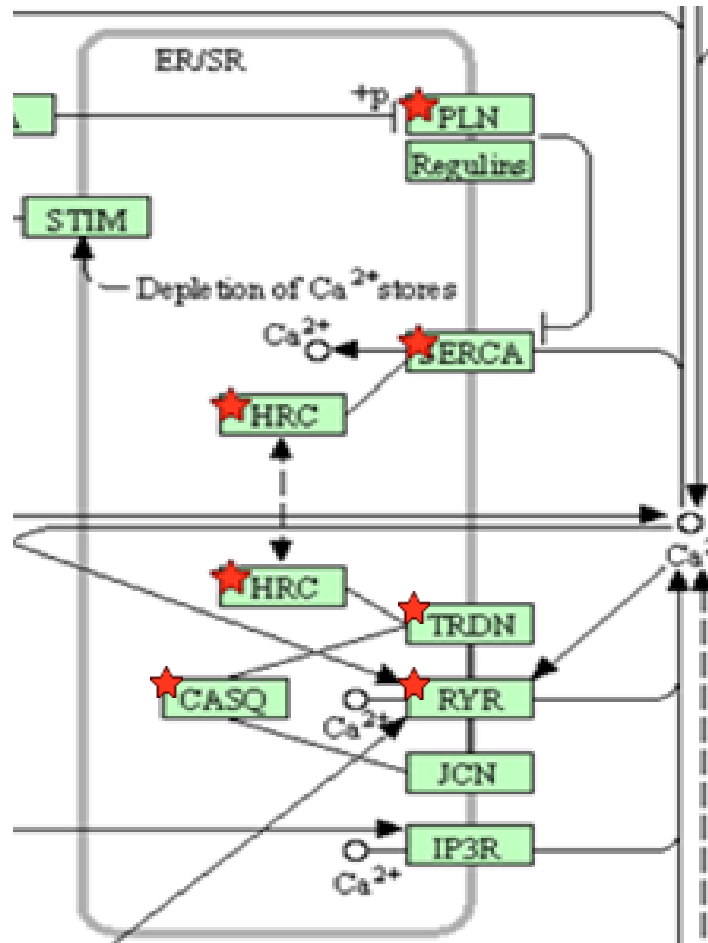 ER/SR
+p
PLN
Regulins
STIM
Depletion of Ca2+ stores
Ca2+
SERCA
HRC
HRC
TRDN
CASQ
RYR
Ca2+
JCN
IP3R
Ca2+